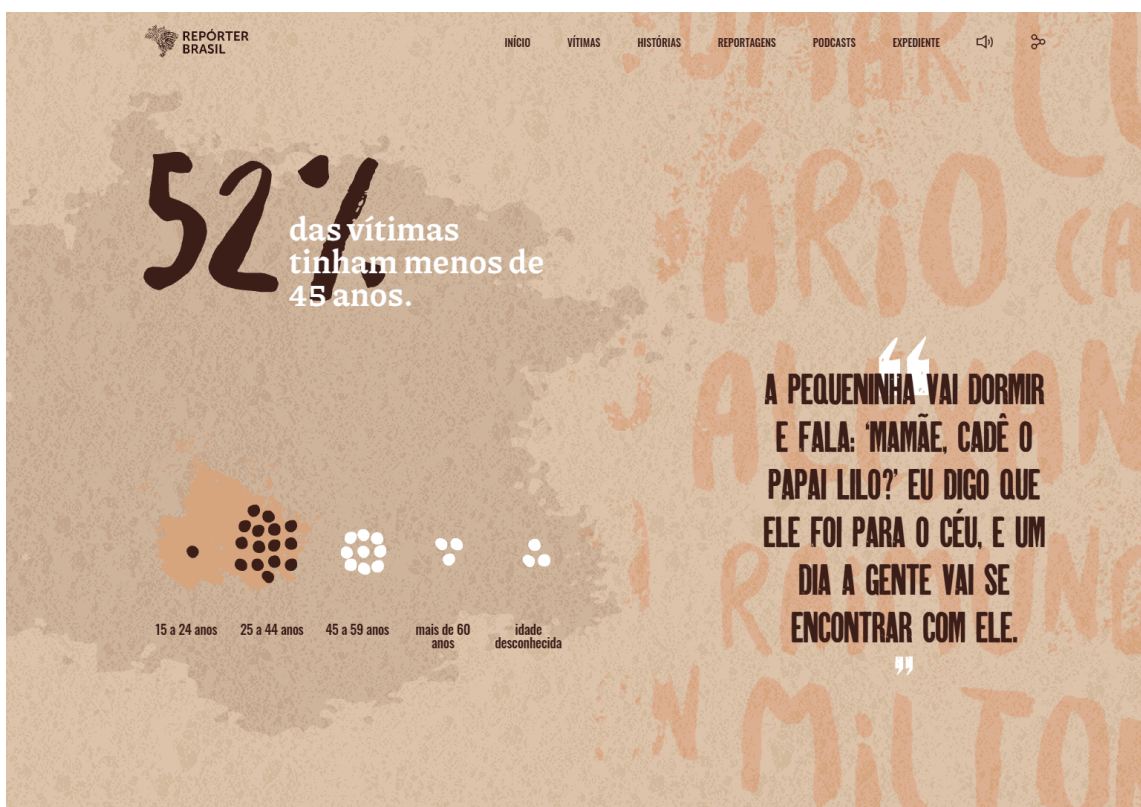 REPÓRTER
BRASIL
INÍCIO VÍTIMAS HISTÓRIAS REPORTAGENS PODCASTS EXPEDIENTE
52%
das vítimas
tinham menos de
45 anos.
“
A PEQUENINHA VAI DORMIR
E FALA: ‘MAMÃE, CADÊ O
PAPAI LILO?’ EU DIGO QUE
ELE FOI PARA O CÉU, E UM
DIA A GENTE VAI SE
ENCONTRAR COM ELE.
”
15 a 24 anos
25 a 44 anos
45 a 59 anos
mais de 60
anos
idade
desconhecida
ÁRiO CA
MiLTO